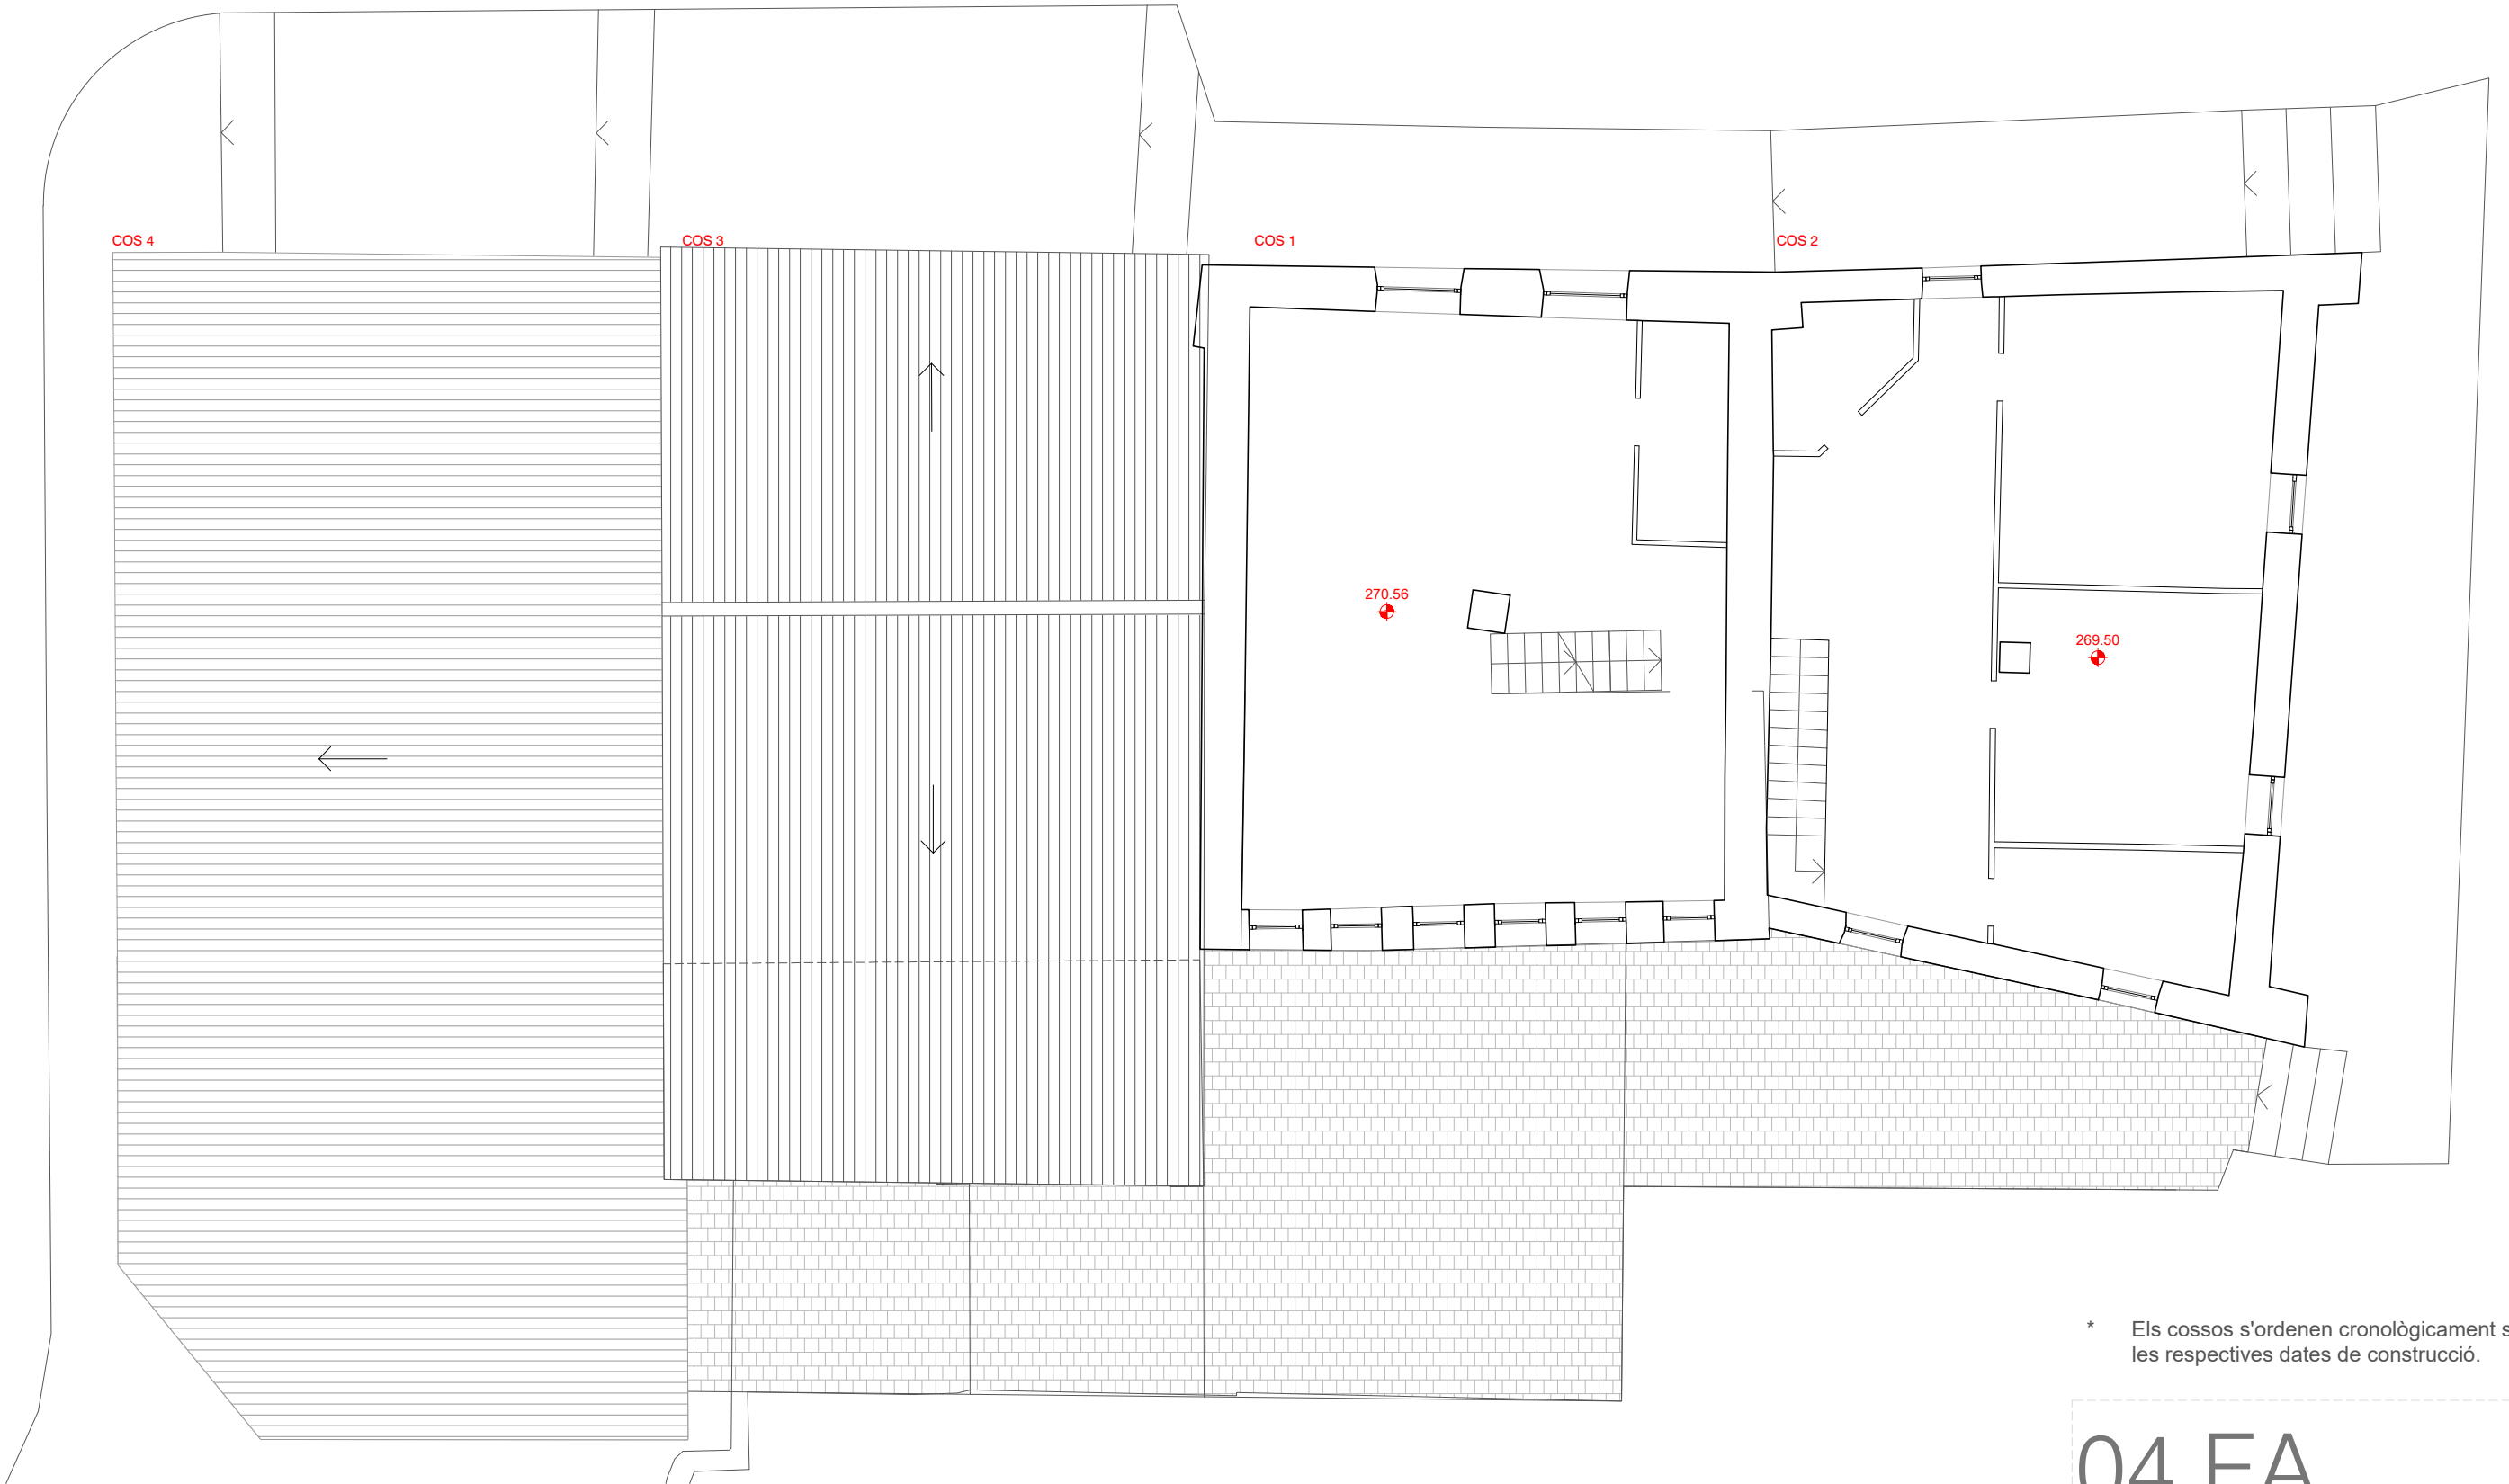 COS 4
COS 3
COS 1
COS 2
270.56
269.50
* Els cossos s'ordenen cronològicament
les respectives dates de construcció.
04 EA